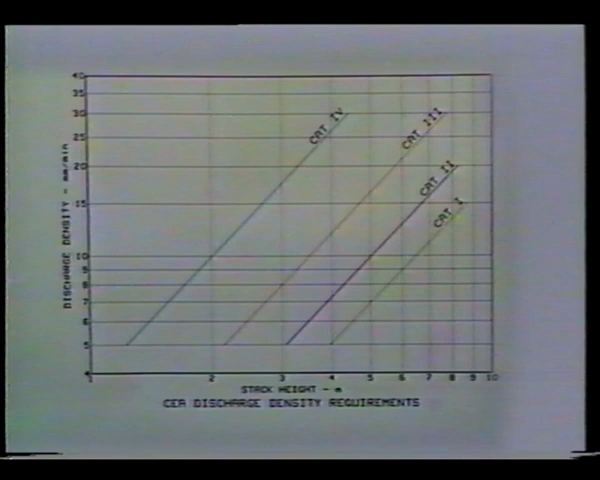 40
35
30
25
20
15
10
9
8
7
6
5
4
DISCHARGE DENSITY - mm/min
CAT IV
CAT III
CAT II
CAT I
1 2 3 4 5 6 7 8 9 10
STACK HEIGHT - m
CEA DISCHARGE DENSITY REQUIREMENTS